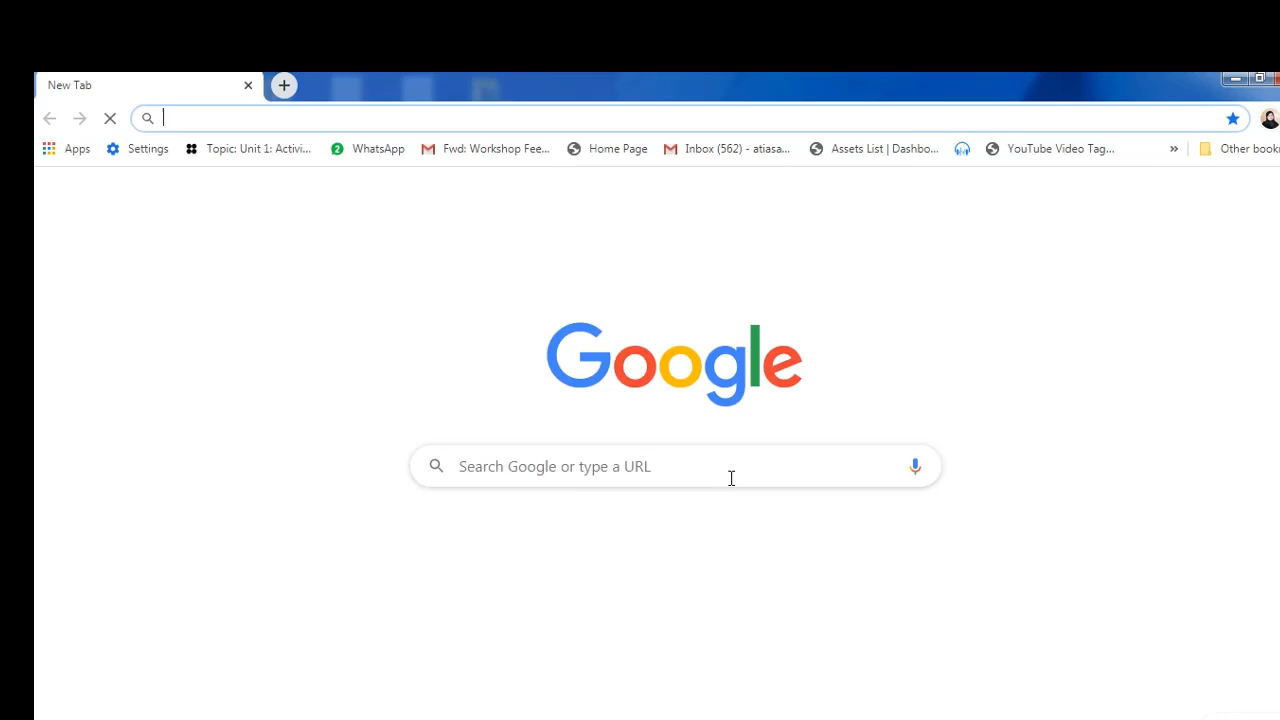 New Tab
Apps Settings Topic: Unit 1: Activi... 2 WhatsApp Fwd: Workshop Fee... Home Page Inbox (562) - atiasa... Assets List | Dashbo... YouTube Video Tag... » Other book
Google
Search Google or type a URL